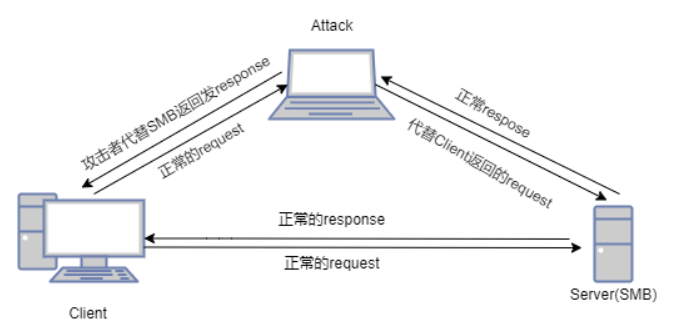 Attack
攻击者代替SMB返回发response
正常的request
正常respose
代替Client返回的request
正常的response
正常的request
Server(SMB)
Client